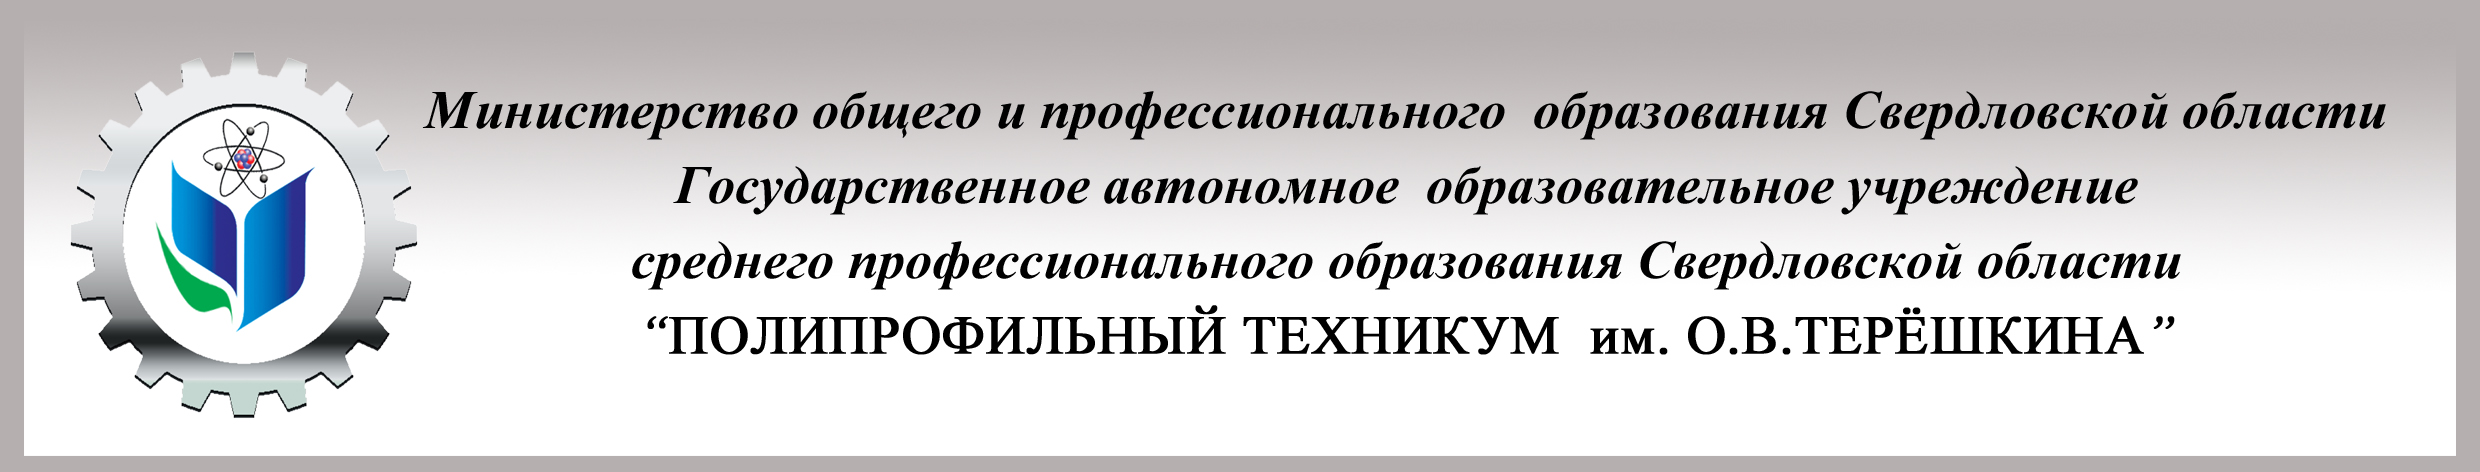 Министерство общего и профессионального образования Свердловской области
Государственное автономное образовательное учреждение
среднего профессионального образования Свердловской области
“ПОЛИПРОФИЛЬНЫЙ ТЕХНИКУМ им. О.В.ТЕРЁШКИНА”